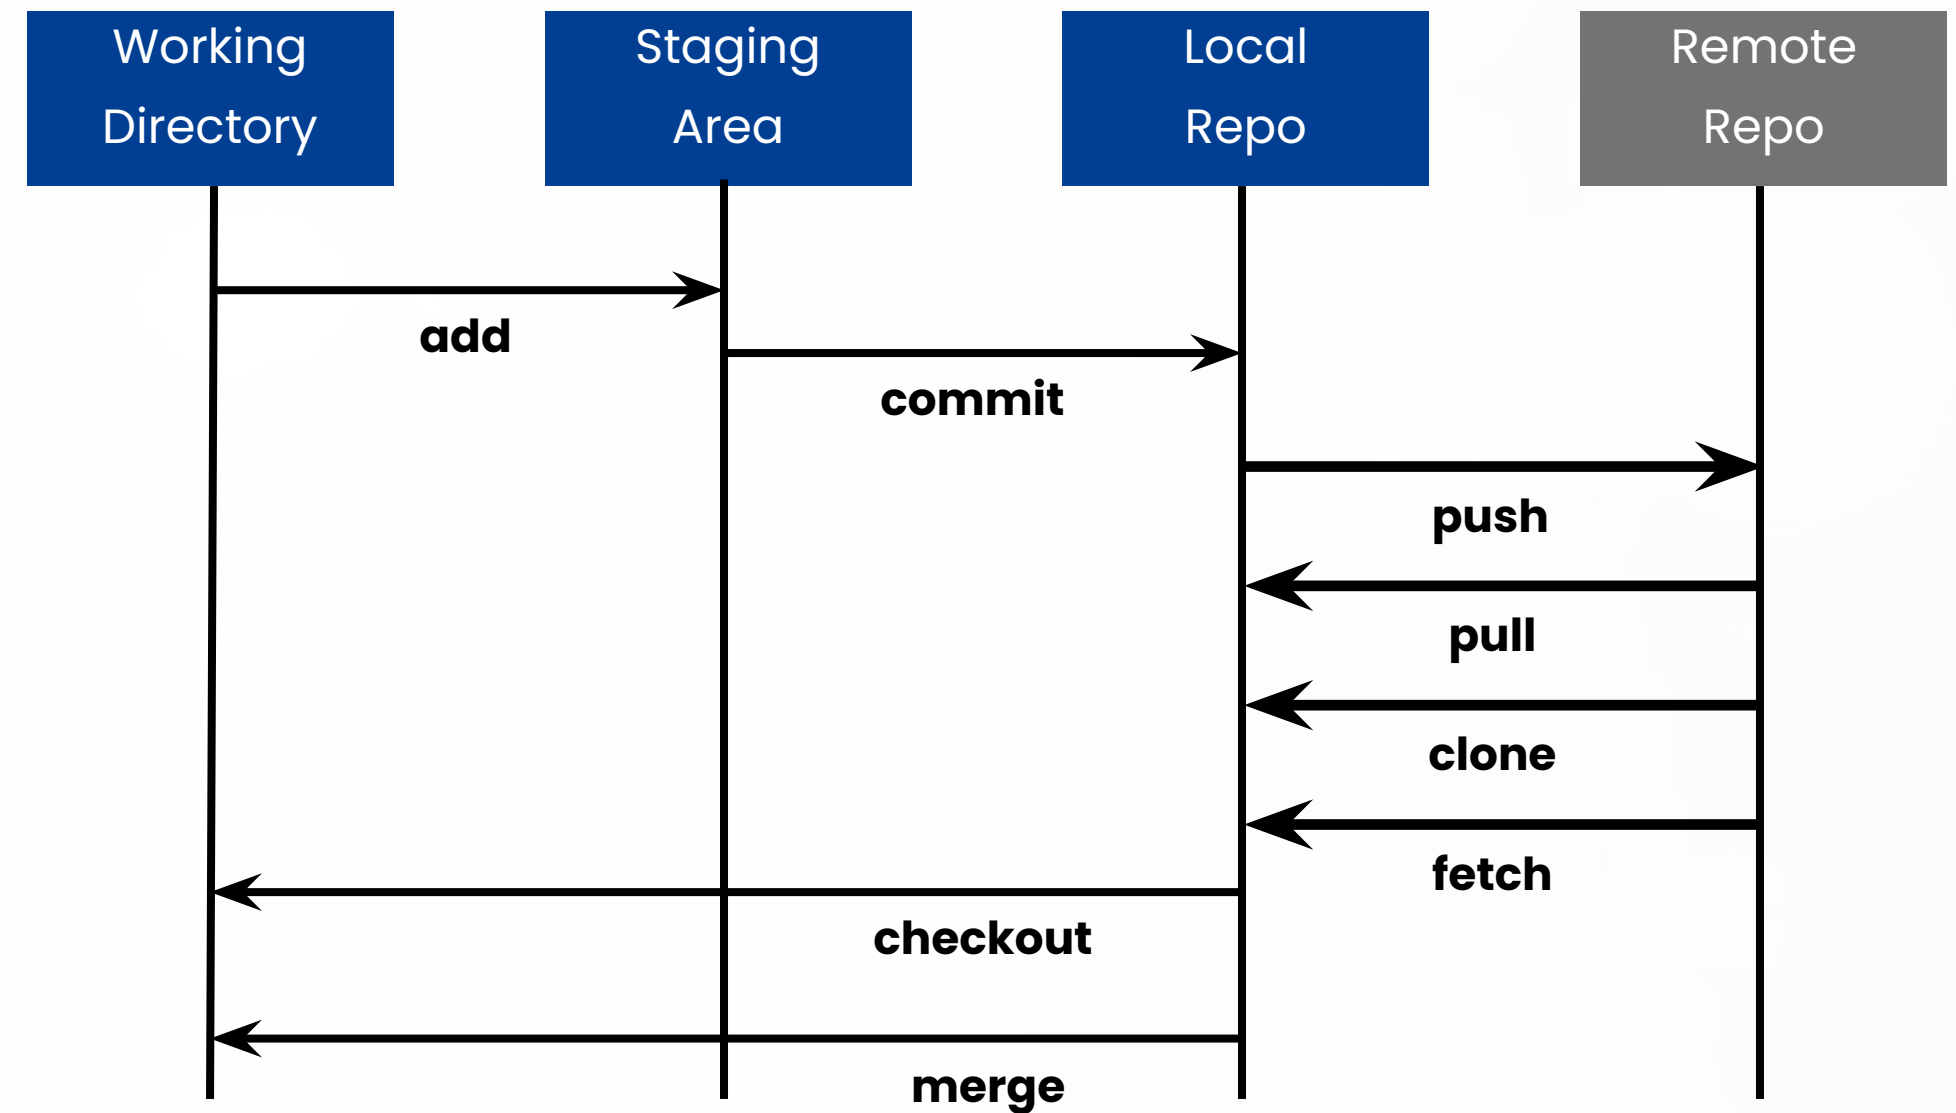 Working
Directory
Staging
Area
Local
Repo
Remote
Repo
add
commit
push
pull
clone
fetch
checkout
merge